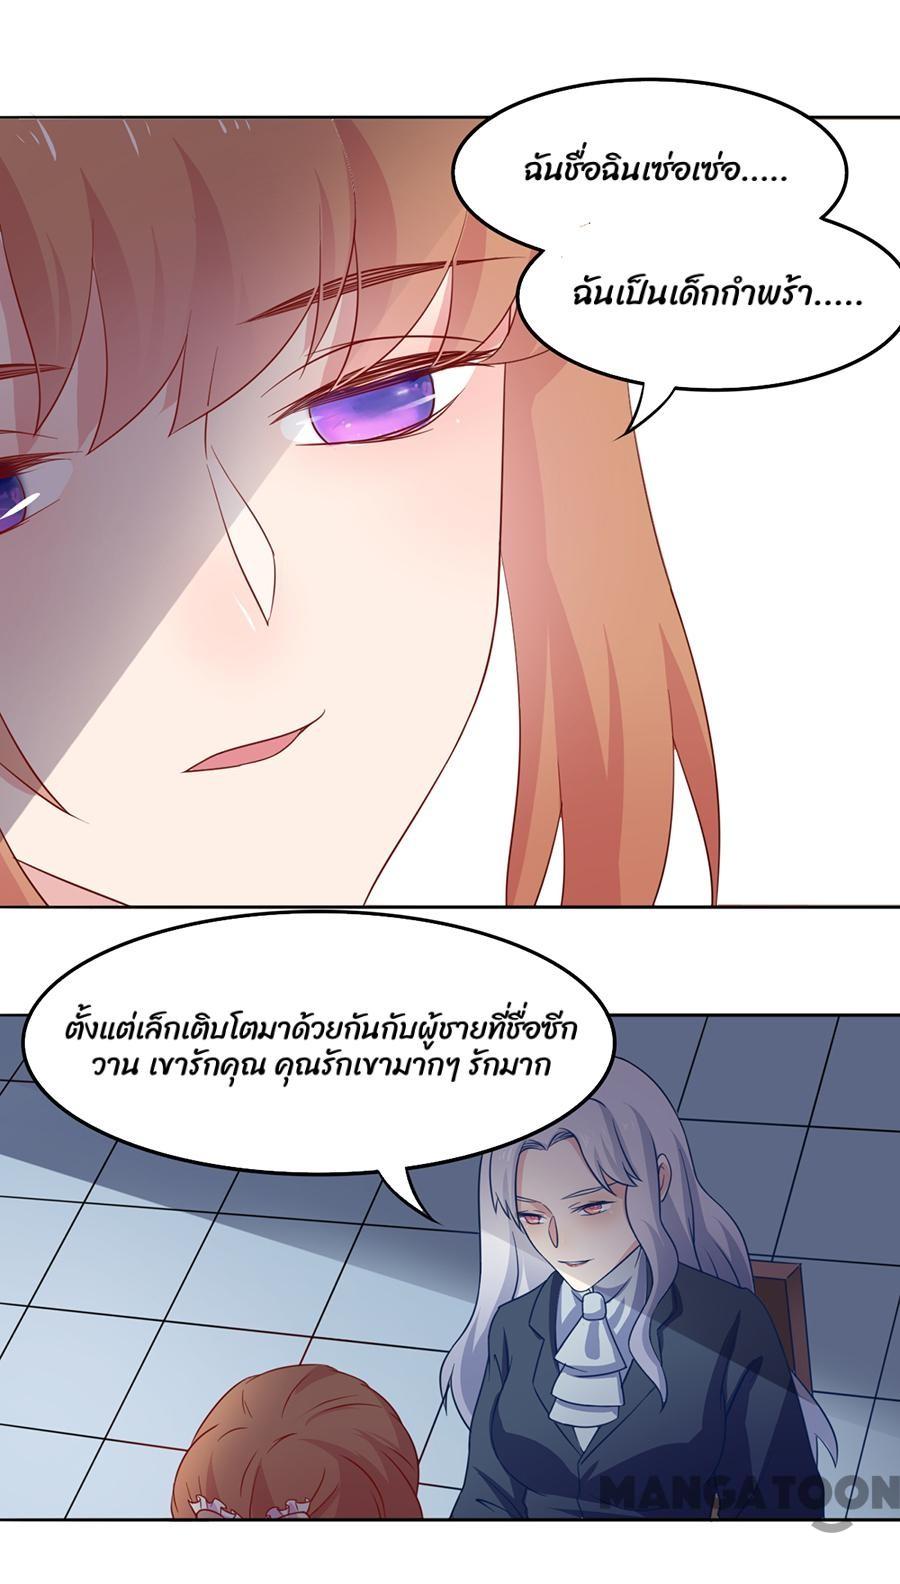 ฉันชื่อฉินเซ่อเซ่อ.....
ฉันเป็นเด็กกำพร้า.....
ตั้งแต่เล็กเติบโตมาด้วยกันกับผู้ชายที่ชื่อซีก
วาน เขารักคุณ คุณรักเขามากๆ รักมาก
MANGATOON